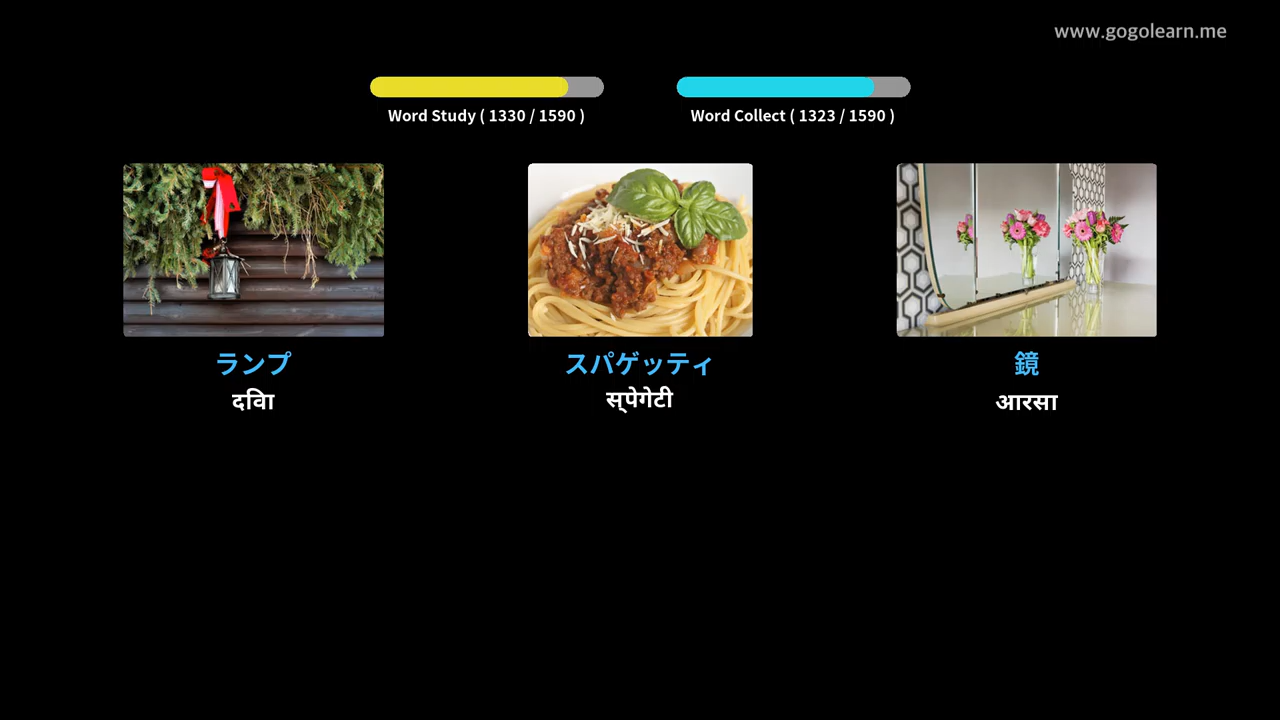 www.gogolearn.me
Word Study ( 1330 / 1590 )
Word Collect ( 1323 / 1590 )
ランプ
スパゲッティ
鏡
दिवा
स्पेगेटी
आरसा